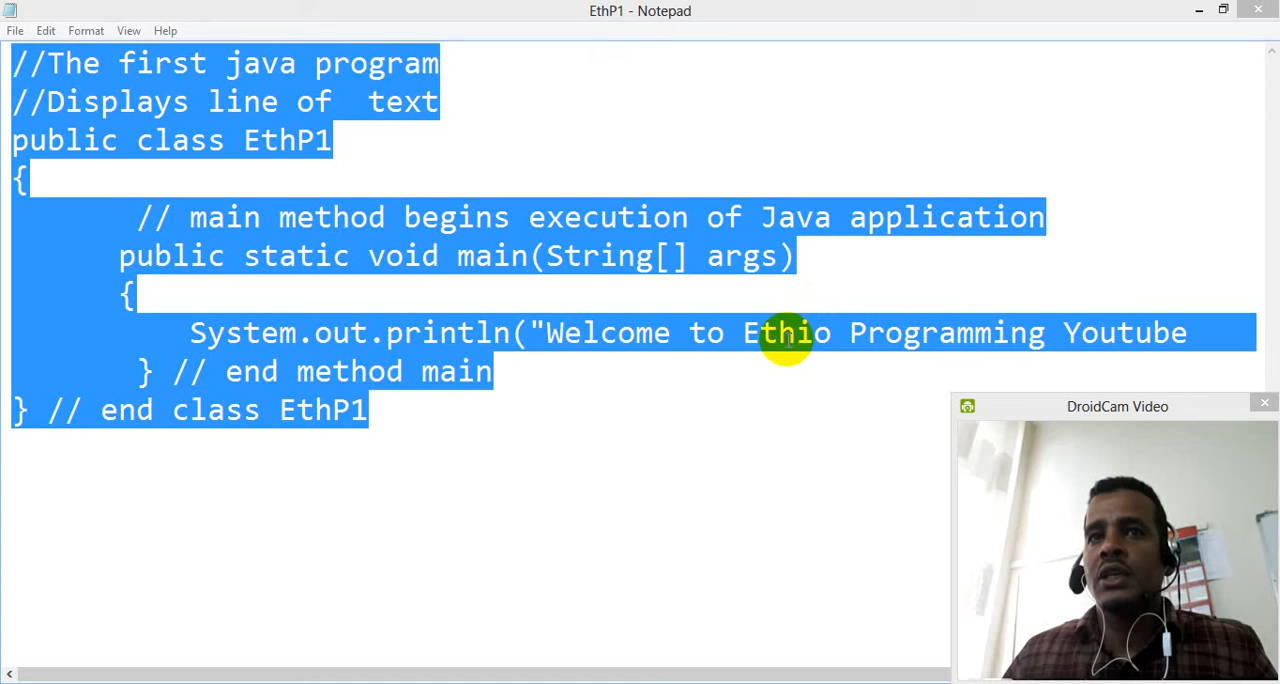 EthP1 - Notepad
File Edit Format View Help
//The first java program
//Displays line of  text
public class EthP1
{
// main method begins execution of Java application
public static void main(String[] args)
{
System.out.println("Welcome to Ethio Programming Youtube
} // end method main
} // end class EthP1
DroidCam Video